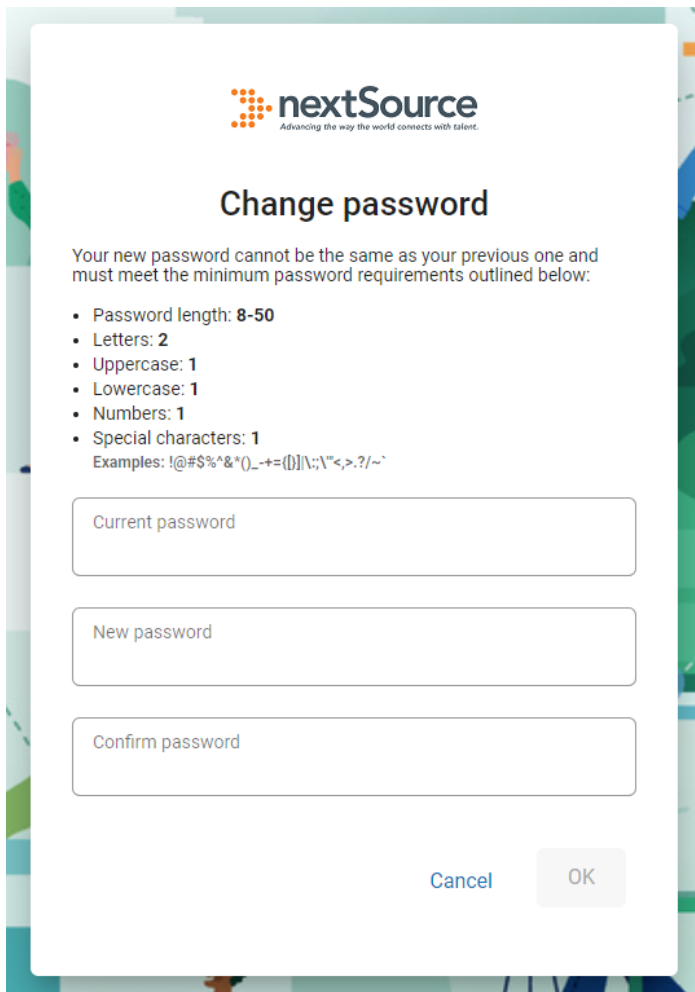 nextSource
Advancing the way the world connects with talent.
Change password
Your new password cannot be the same as your previous one and
must meet the minimum password requirements outlined below:
• Password length: 8-50
• Letters: 2
• Uppercase: 1
• Lowercase: 1
• Numbers: 1
• Special characters: 1
Examples: !@#$%^&*()_-+={[}]|\:;\"'<,>.?/~`
Current password
New password
Confirm password
Cancel
OK